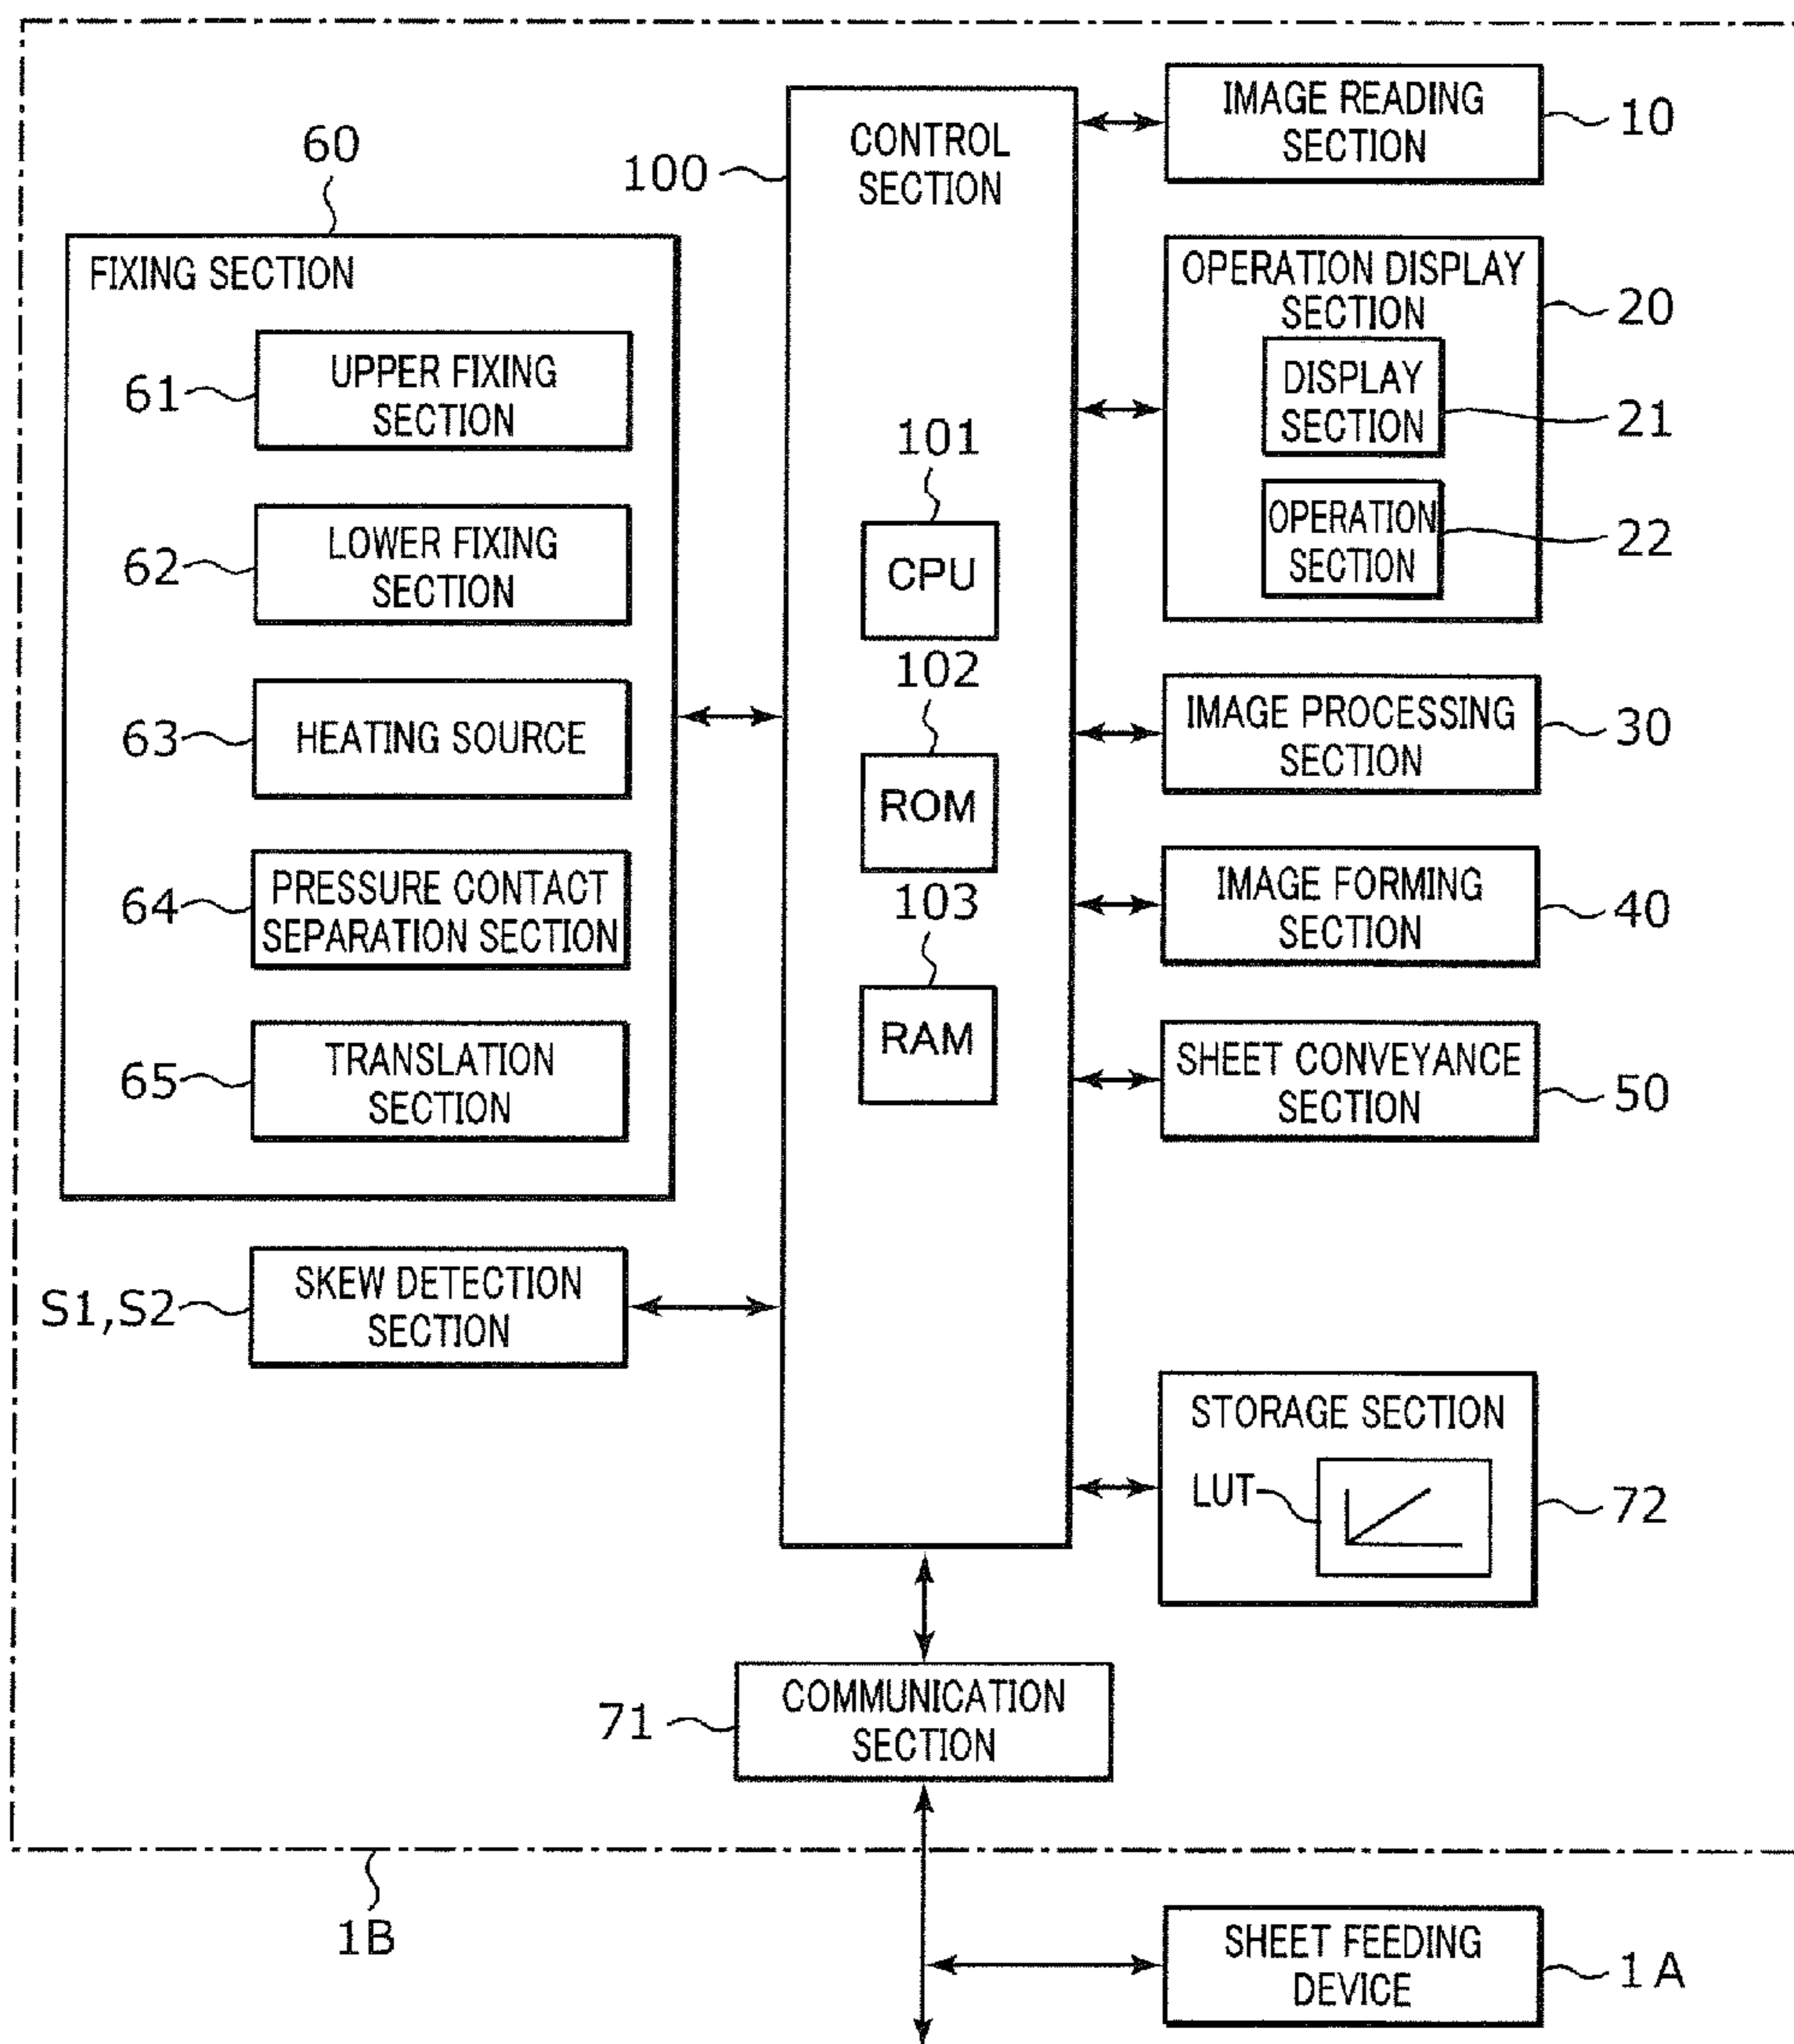 60
FIXING SECTION
61
UPPER FIXING
SECTION
62
LOWER FIXING
SECTION
63
HEATING SOURCE
64
PRESSURE CONTACT
SEPARATION SECTION
65
TRANSLATION
SECTION
S1,S2
SKEW DETECTION
SECTION
100
CONTROL
SECTION
101
CPU
102
ROM
103
RAM
IMAGE READING
SECTION
10
OPERATION DISPLAY
SECTION
20
DISPLAY
SECTION
21
OPERATION
SECTION
22
IMAGE PROCESSING
SECTION
30
IMAGE FORMING
SECTION
40
SHEET CONVEYANCE
SECTION
50
STORAGE SECTION
LUT
72
71
COMMUNICATION
SECTION
1B
SHEET FEEDING
DEVICE
1A